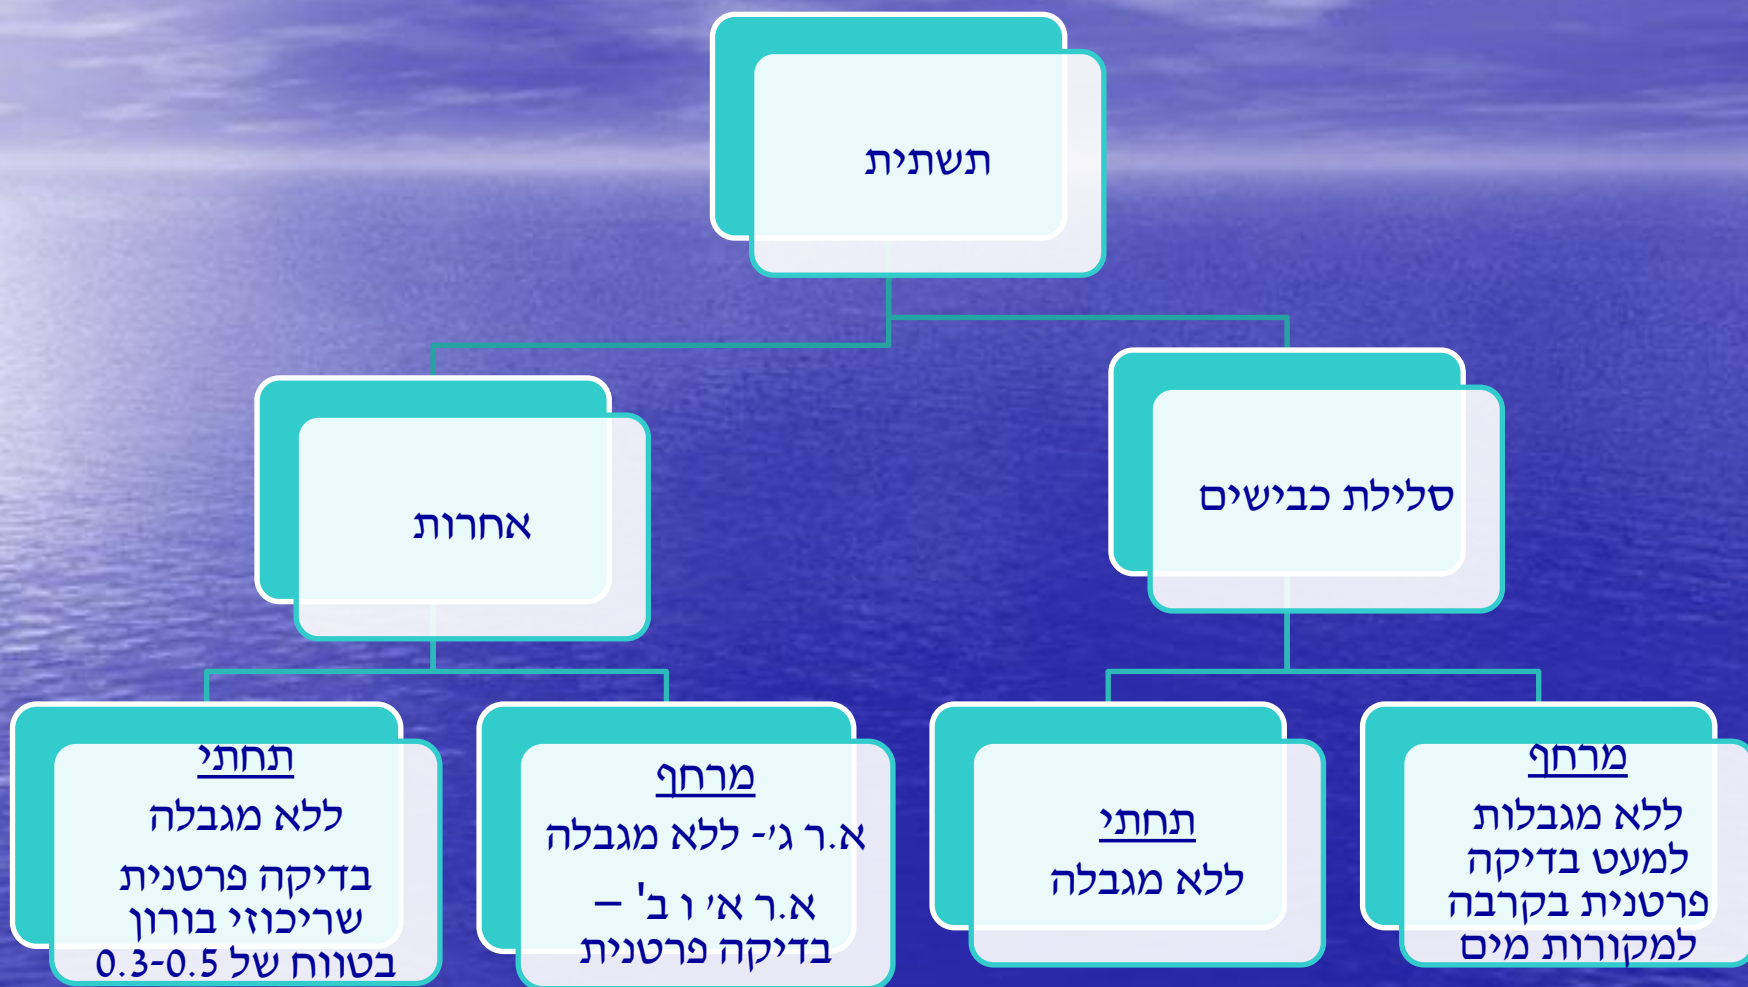 תשתית
סלילת כבישים
אחרות
מרחף
ללא מגבלות
למעט בדיקה
פרטנית בקרבה
למקורות מים
תחתי
ללא מגבלה
מרחף
א.ר ג׳- ללא מגבלה
א.ר א׳ ו ב' –
בדיקה פרטנית
תחתי
ללא מגבלה
בדיקה פרטנית
שריכוזי בורון
בטווח של 0.3-0.5